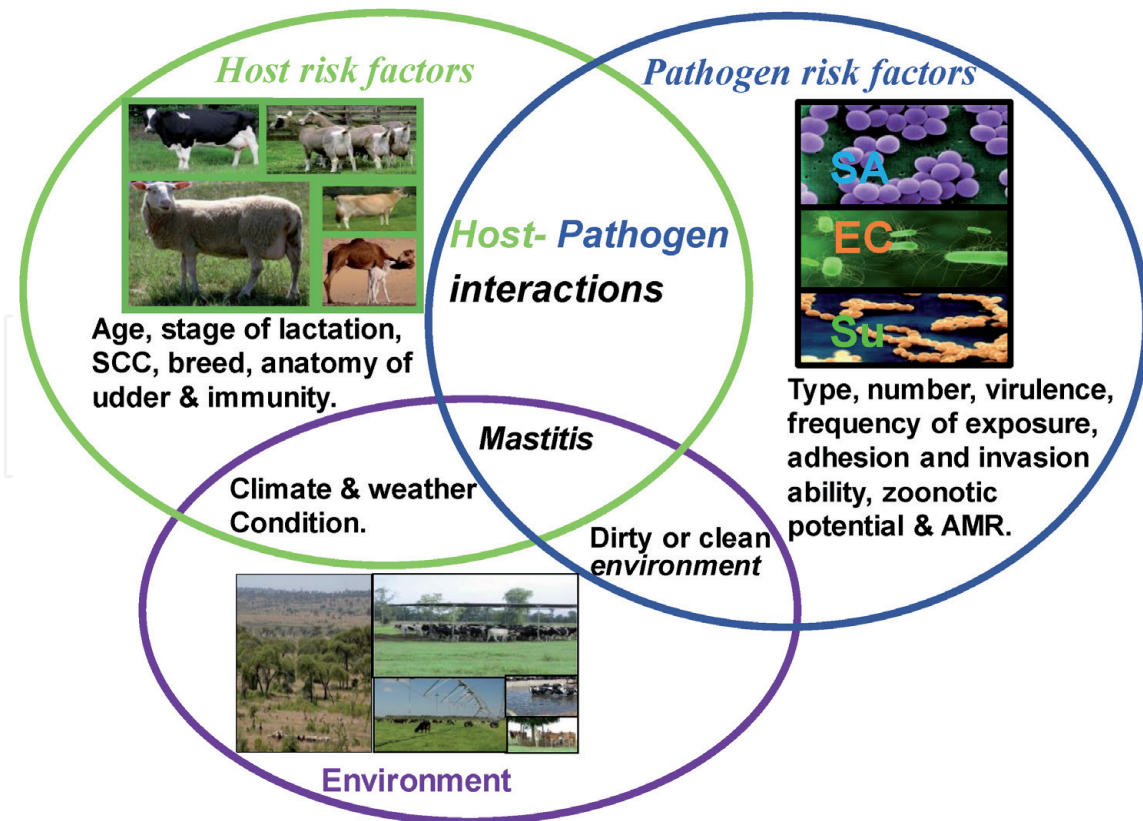 Host risk factors
Pathogen risk factors
SA
EC
Su
Host- Pathogen
interactions
Age, stage of lactation,
SCC, breed, anatomy of
udder & immunity.
Type, number, virulence,
frequency of exposure,
adhesion and invasion
ability, zoonotic
potential & AMR.
Mastitis
Climate & weather
Condition.
Dirty or clean
environment
Environment